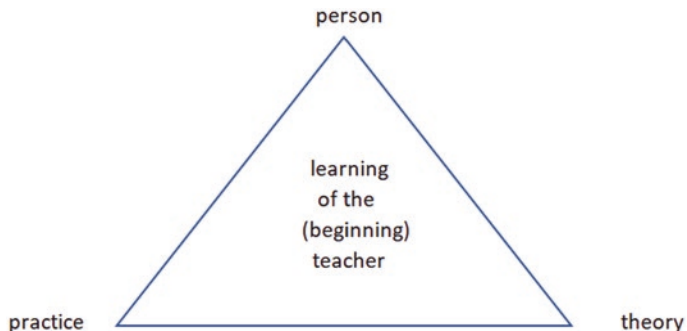 person
learning
of the
(beginning)
teacher
practice
theory